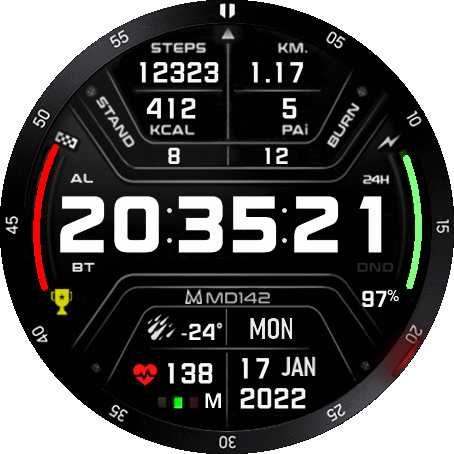 55 05
STEPS KM.
12323 1.17
50 412 5 10
STAND KCAL PAi BURN
8 12
AL 24H
45 20:35:21 15
BT DND
MD142 97%
40 -24° MON 20
138 17 JAN
M 2022
35 25
30